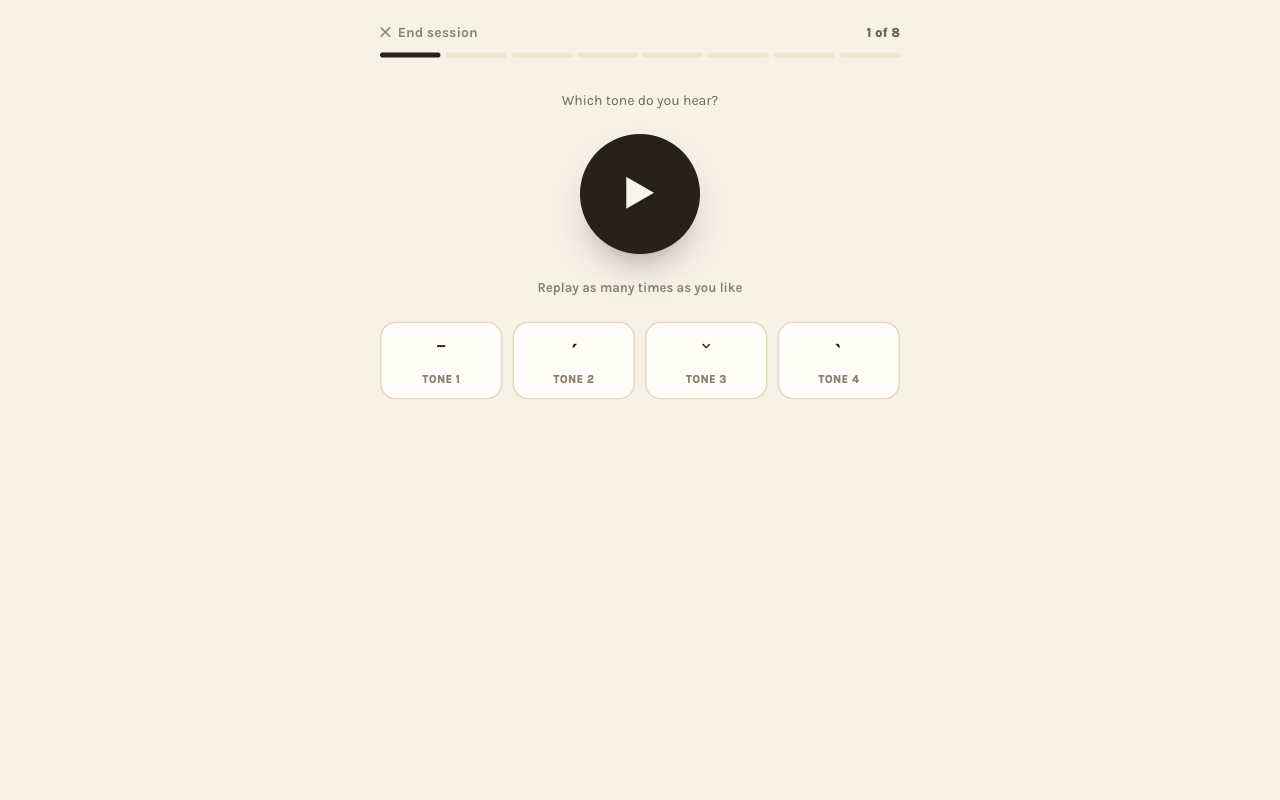 End session
1 of 8
Which tone do you hear?
Replay as many times as you like
ˉ
TONE 1
ˊ
TONE 2
ˇ
TONE 3
ˋ
TONE 4